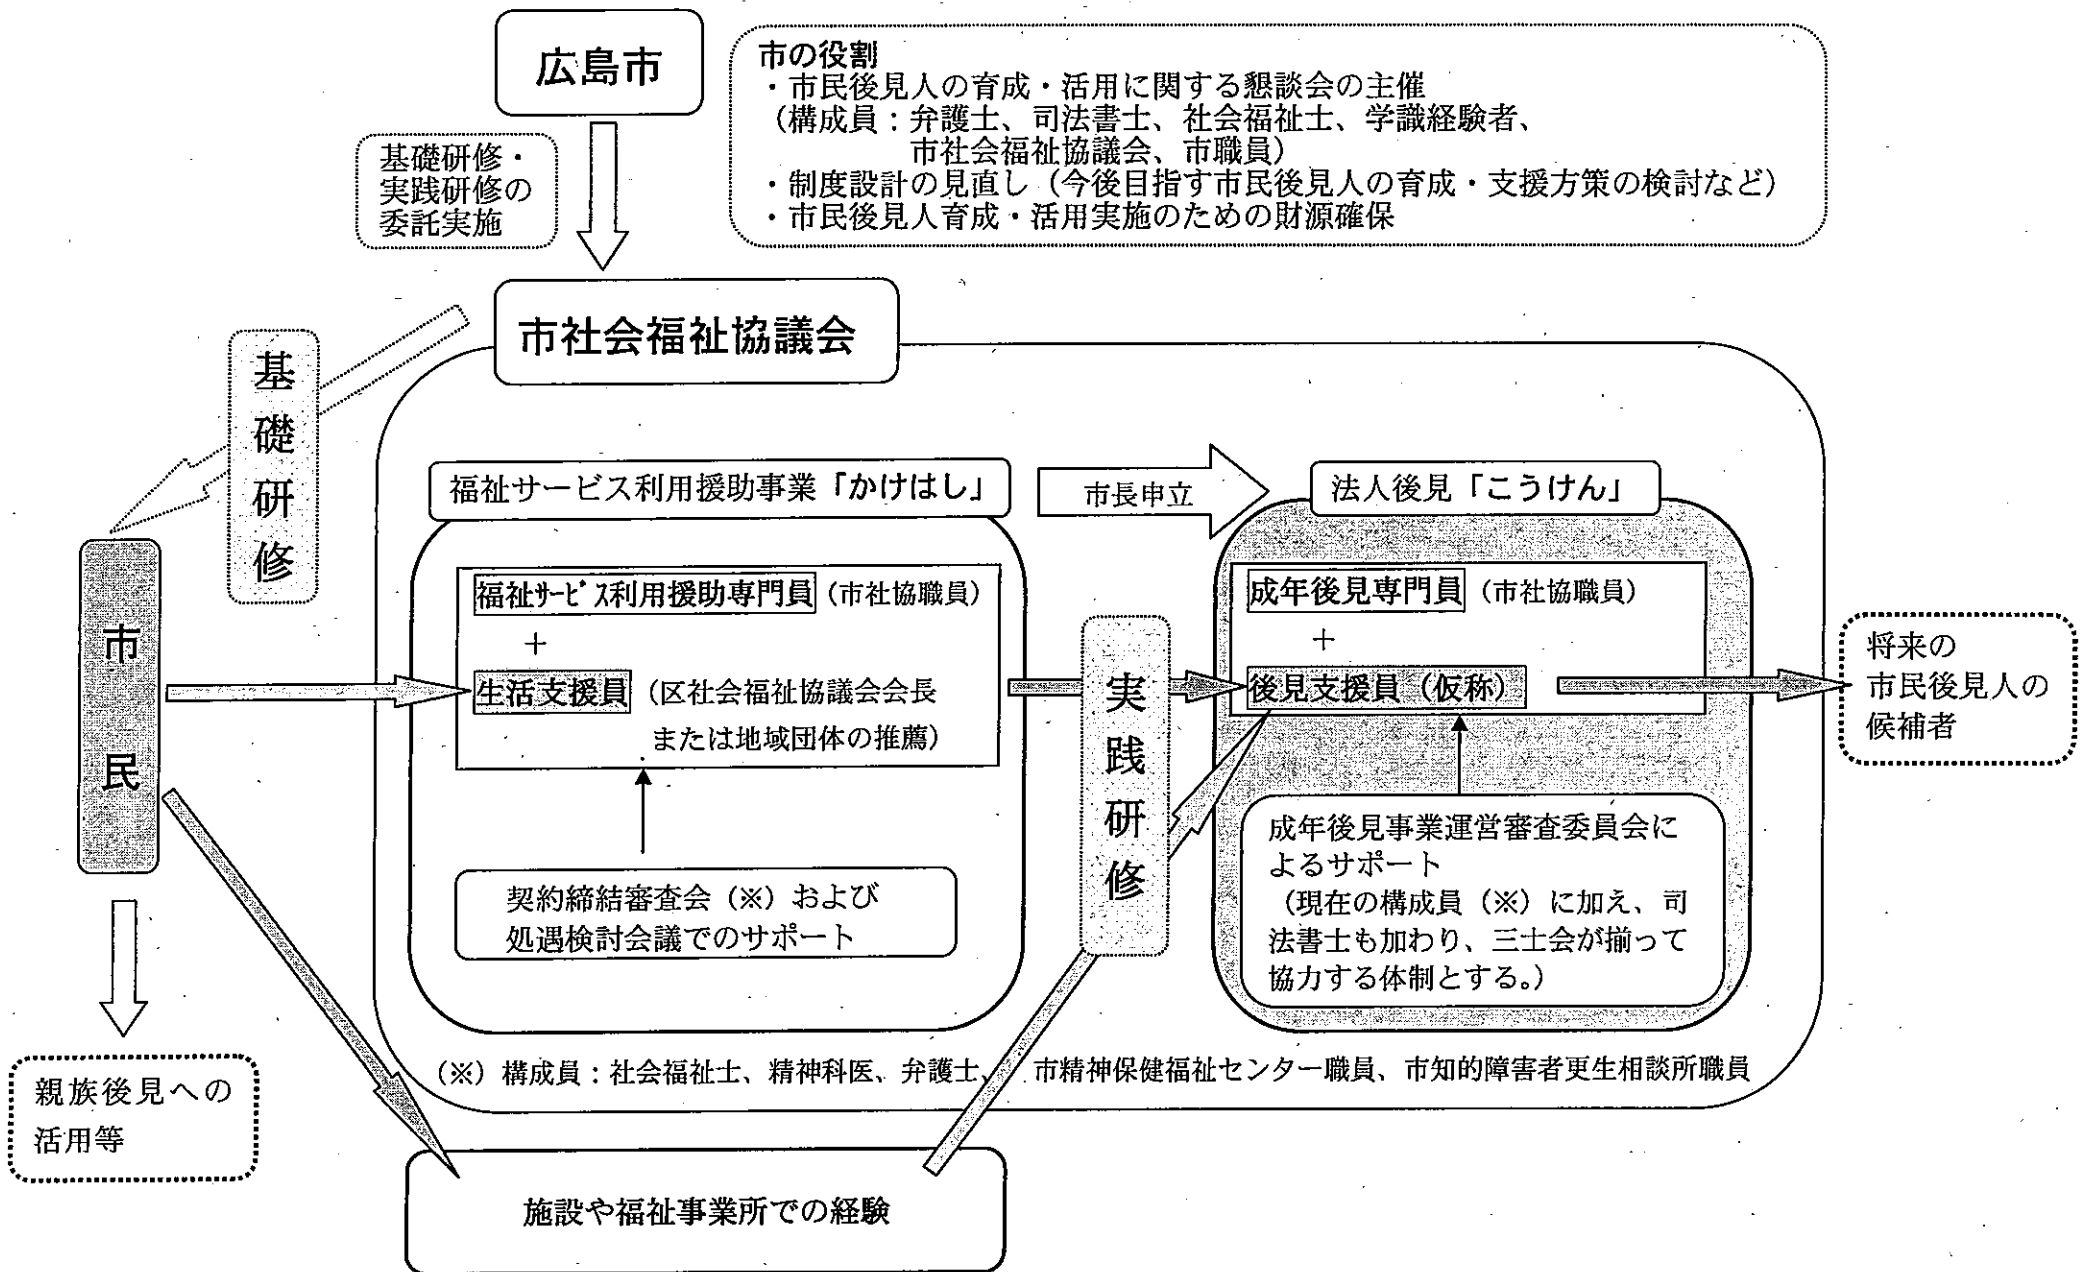 広島市
市の役割
・市民後見人の育成・活用に関する懇談会の主催
(構成員：弁護士、司法書士、社会福祉士、学識経験者、
市社会福祉協議会、市職員)
・制度設計の見直し（今後目指す市民後見人の育成・支援方策の検討など）
・市民後見人育成・活用実施のための財源確保
基礎研修・
実践研修の
委託実施
市社会福祉協議会
基礎研修
福祉サービス利用援助事業「かけはし」
市長申立
法人後見「こうけん」
福祉ｻｰﾋﾞｽ利用援助専門員（市社協職員）
＋
生活支援員（区社会福祉協議会会長
または地域団体の推薦）
契約締結審査会（※）および
処遇検討会議でのサポート
実践研修
成年後見専門員（市社協職員）
＋
後見支援員（仮称）
成年後見事業運営審査委員会に
よるサポート
（現在の構成員（※）に加え、司
法書士も加わり、三士会が揃って
協力する体制とする。）
将来の
市民後見人の
候補者
市民
親族後見への
活用等
（※）構成員：社会福祉士、精神科医、弁護士、市精神保健福祉センター職員、市知的障害者更生相談所職員
施設や福祉事業所での経験